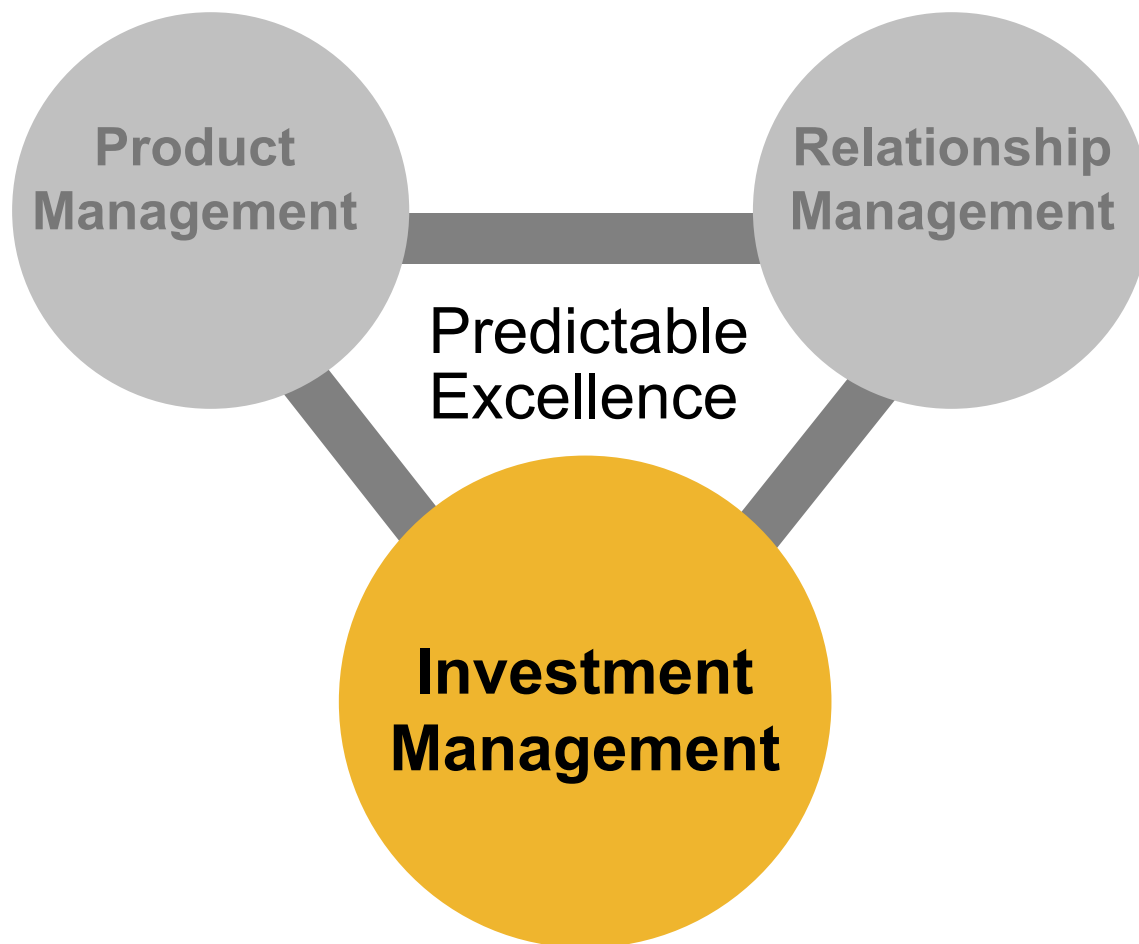 Product
Management
Relationship
Management
Predictable
Excellence
Investment
Management